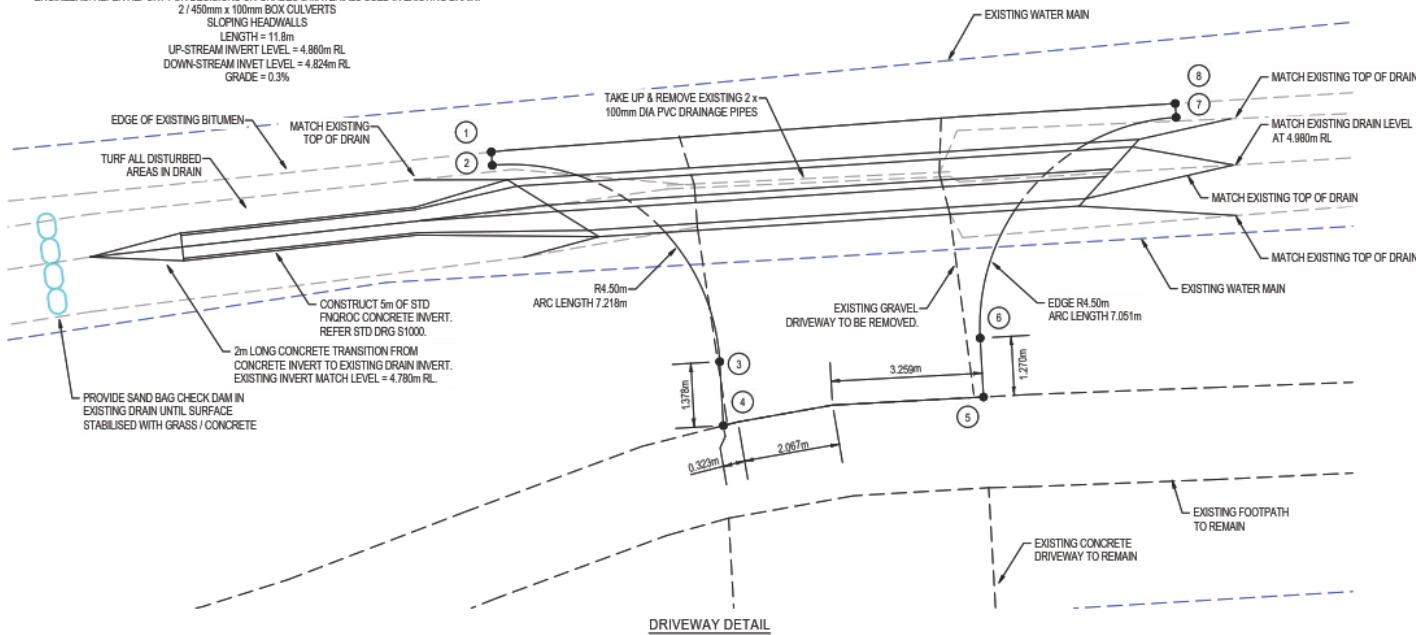 2 / 450mm x 100mm BOX CULVERTS
SLOPING HEADWALLS
LENGTH = 11.8m
UP-STREAM INVERT LEVEL = 4.860m RL
DOWN-STREAM INVET LEVEL = 4.824m RL
GRADE = 0.3%
EXISTING WATER MAIN
EDGE OF EXISTING BITUMEN
MATCH EXISTING
TOP OF DRAIN
TURF ALL DISTURBED
AREAS IN DRAIN
1
2
TAKE UP & REMOVE EXISTING 2 x
100mm DIA PVC DRAINAGE PIPES
8
7
MATCH EXISTING TOP OF DRAIN
MATCH EXISTING DRAIN LEVEL
AT 4.980m RL
MATCH EXISTING TOP OF DRAIN
MATCH EXISTING TOP OF DRAIN
EXISTING WATER MAIN
R4.50m
ARC LENGTH 7.218m
EXISTING GRAVEL
DRIVEWAY TO BE REMOVED.
EDGE R4.50m
ARC LENGTH 7.051m
CONSTRUCT 5m OF STD
FNQROC CONCRETE INVERT.
REFER STD DRG S1000.
2m LONG CONCRETE TRANSITION FROM
CONCRETE INVERT TO EXISTING DRAIN INVERT.
EXISTING INVERT MATCH LEVEL = 4.780m RL.
PROVIDE SAND BAG CHECK DAM IN
EXISTING DRAIN UNTIL SURFACE
STABILISED WITH GRASS / CONCRETE
3
6
1.378m
3.259m
1.270m
4
5
0.323m
2.067m
EXISTING FOOTPATH
TO REMAIN
EXISTING CONCRETE
DRIVEWAY TO REMAIN
DRIVEWAY DETAIL